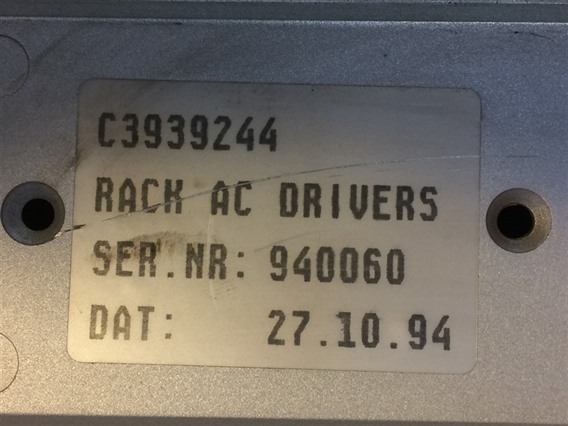 C3939244
RACK AC DRIVERS
SER.NR: 940060
DAT: 27.10.94